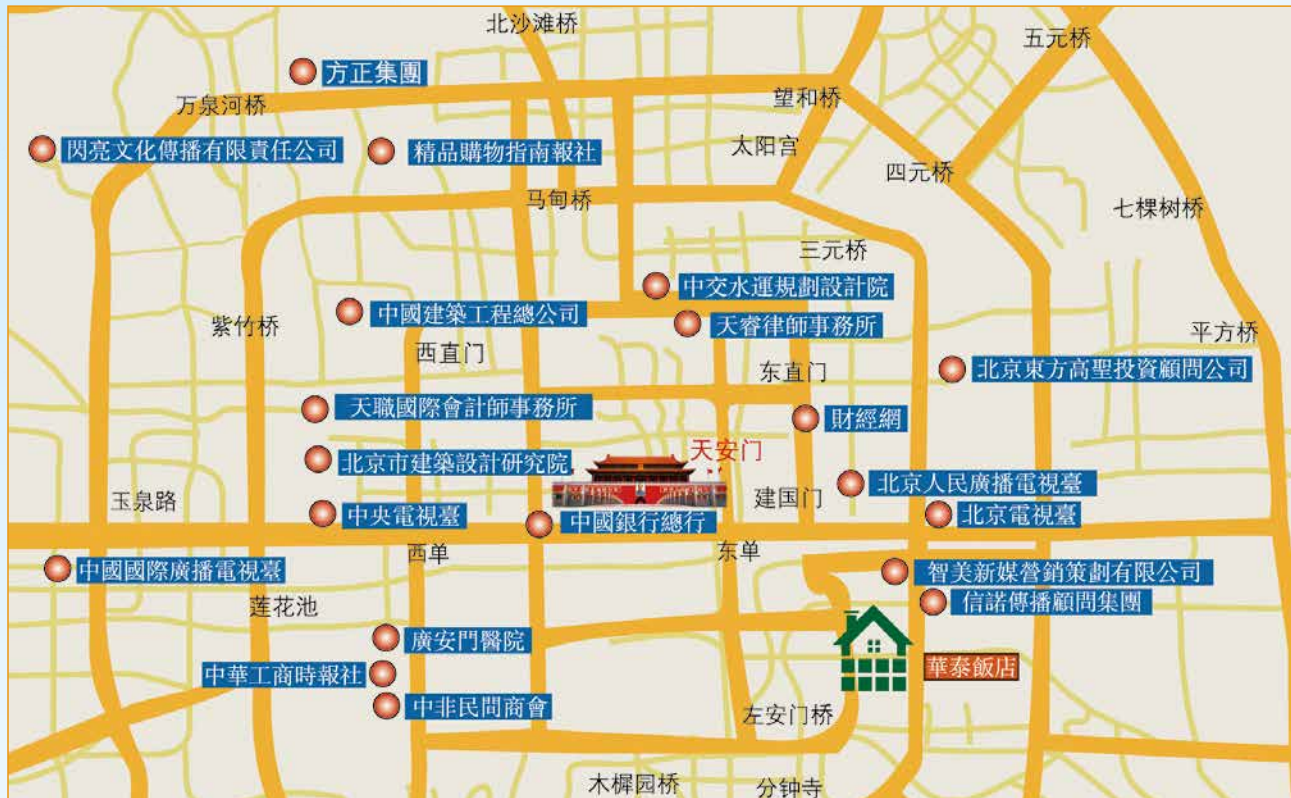 北沙滩桥
五元桥
方正集團
万泉河桥
望和桥
太阳宫
閃亮文化傳播有限責任公司
精品購物指南報社
四元桥
马甸桥
七棵树桥
三元桥
中交水運規劃設計院
中國建築工程總公司
天睿律師事務所
紫竹桥
西直门
平方桥
东直门
北京東方高聖投資顧問公司
天職國際會計師事務所
財經網
天安门
北京市建築設計研究院
北京人民廣播電視臺
玉泉路
建国门
中央電視臺
中國銀行總行
北京電視臺
西单
东单
中國國際廣播電視臺
智美新媒營銷策劃有限公司
莲花池
信諾傳播顧問集團
廣安門醫院
中華工商時報社
華泰飯店
中非民間商會
左安门桥
木樨园桥
分钟寺